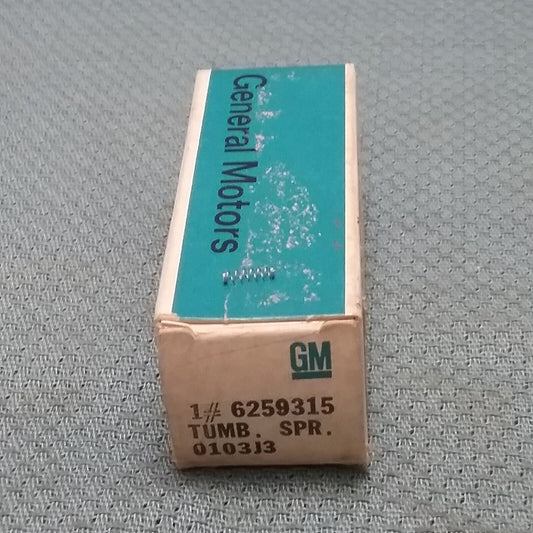 General Motors
GM
1# 6259315
TUMB. SPR.
0103J3